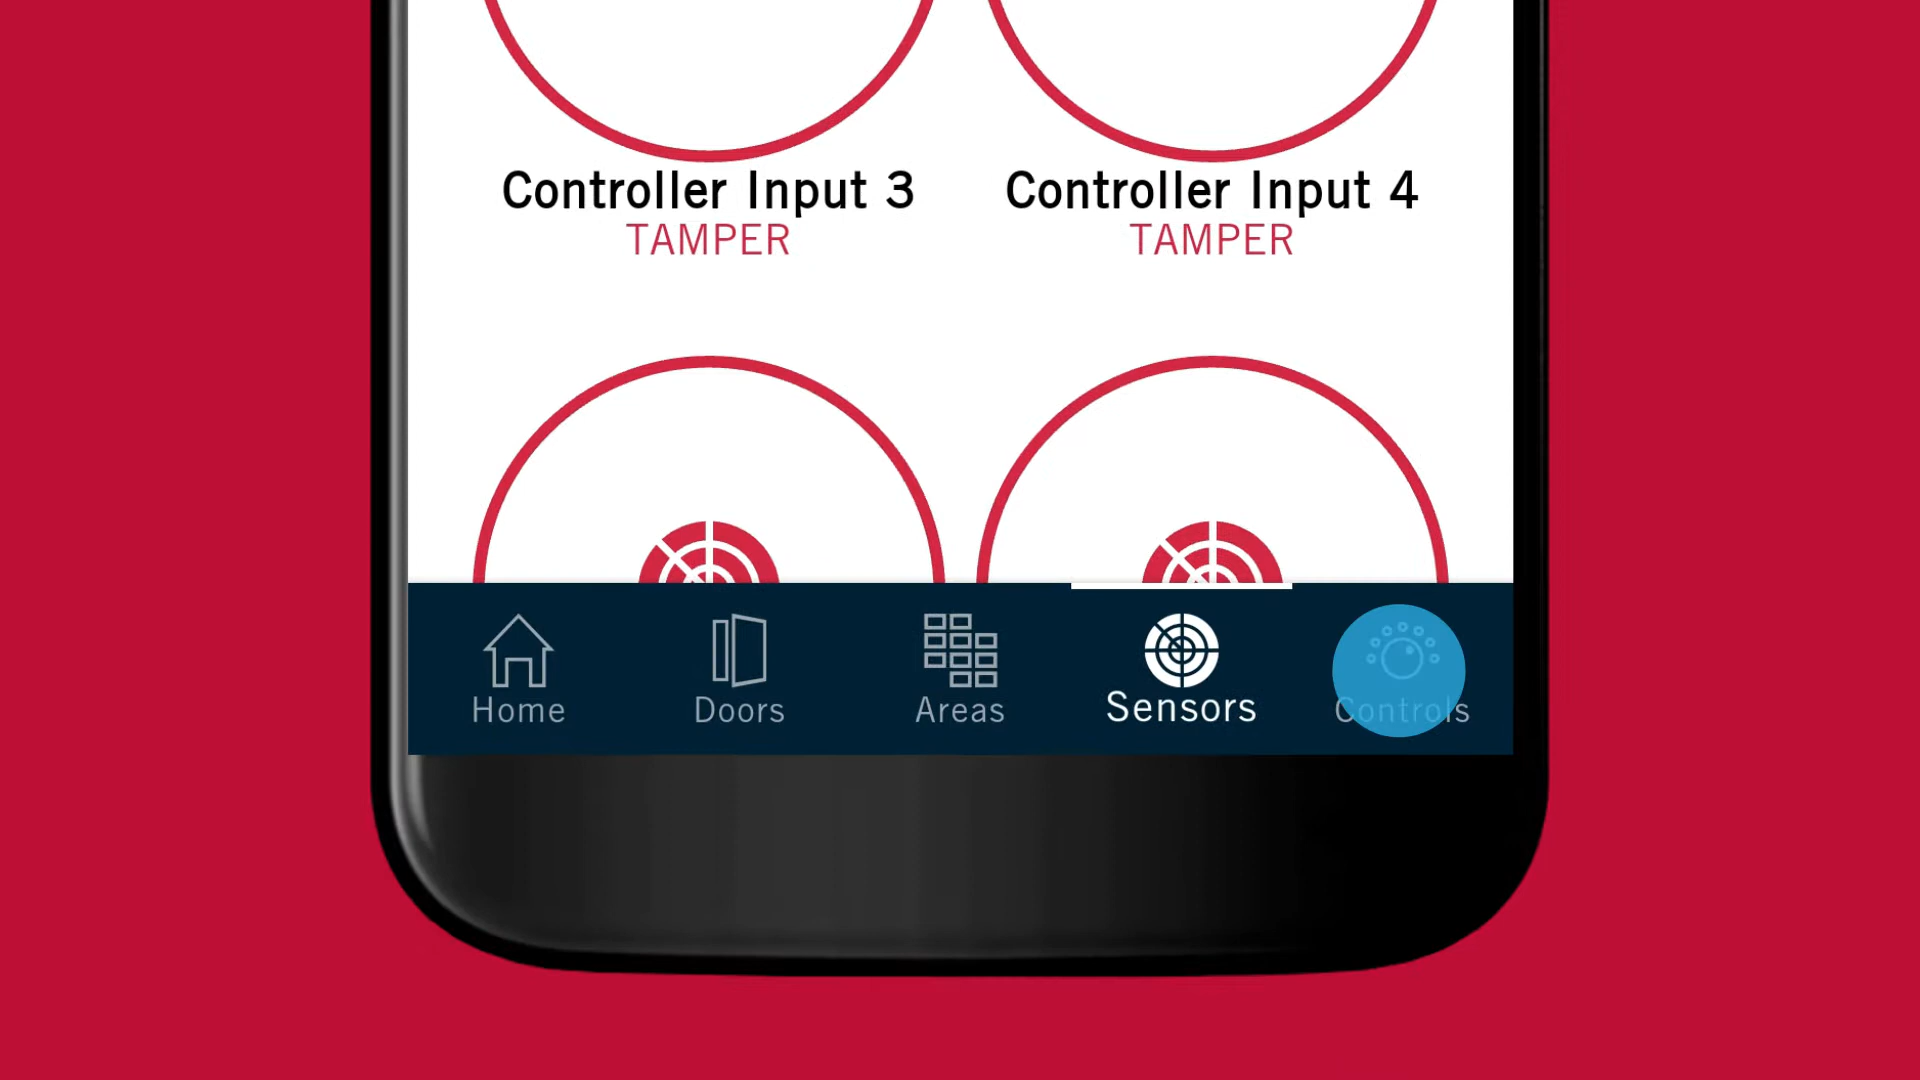 Controller Input 3
TAMPER
Controller Input 4
TAMPER
Home
Doors
Areas
Sensors
Controls